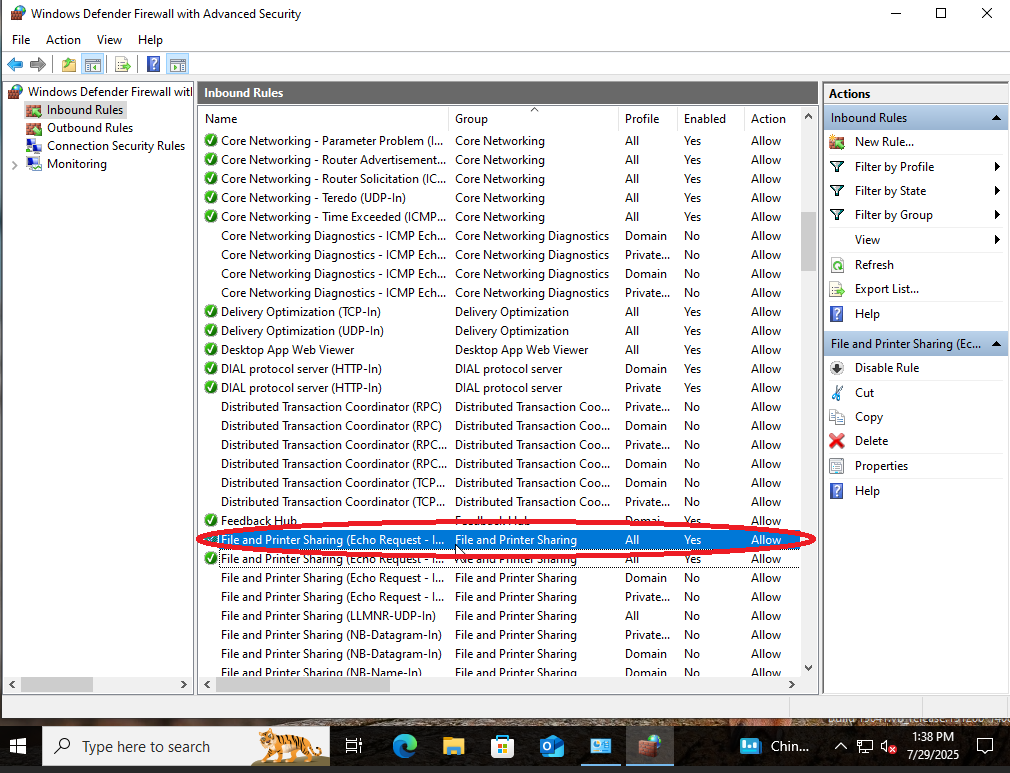 Windows Defender Firewall with Advanced Security
File Action View Help
Windows Defender Firewall wit
Inbound Rules
Outbound Rules
Connection Security Rules
Monitoring
Inbound Rules
Name Group Profile Enabled Action
Core Networking - Parameter Problem (I... Core Networking All Yes Allow
Core Networking - Router Advertisement... Core Networking All Yes Allow
Core Networking - Router Solicitation (IC... Core Networking All Yes Allow
Core Networking - Teredo (UDP-In) Core Networking All Yes Allow
Core Networking - Time Exceeded (ICMP... Core Networking All Yes Allow
Core Networking Diagnostics - ICMP Ech... Core Networking Diagnostics Domain No Allow
Core Networking Diagnostics - ICMP Ech... Core Networking Diagnostics Private... No Allow
Core Networking Diagnostics - ICMP Ech... Core Networking Diagnostics Domain No Allow
Core Networking Diagnostics - ICMP Ech... Core Networking Diagnostics Private... No Allow
Delivery Optimization (TCP-In) Delivery Optimization All Yes Allow
Delivery Optimization (UDP-In) Delivery Optimization All Yes Allow
Desktop App Web Viewer Desktop App Web Viewer All Yes Allow
DIAL protocol server (HTTP-In) DIAL protocol server Domain Yes Allow
DIAL protocol server (HTTP-In) DIAL protocol server Private Yes Allow
Distributed Transaction Coordinator (RPC) Distributed Transaction Coo... Private... No Allow
Distributed Transaction Coordinator (RPC) Distributed Transaction Coo... Domain No Allow
Distributed Transaction Coordinator (RPC... Distributed Transaction Coo... Private... No Allow
Distributed Transaction Coordinator (RPC... Distributed Transaction Coo... Domain No Allow
Distributed Transaction Coordinator (TCP... Distributed Transaction Coo... Domain No Allow
Distributed Transaction Coordinator (TCP... Distributed Transaction Coo... Private... No Allow
Feedback Hub Feedback Hub Domai... Yes Allow
File and Printer Sharing (Echo Request - I... File and Printer Sharing All Yes Allow
File and Printer Sharing (Echo Request - I... File and Printer Sharing All Yes Allow
File and Printer Sharing (Echo Request - I... File and Printer Sharing Domain No Allow
File and Printer Sharing (Echo Request - I... File and Printer Sharing Private... No Allow
File and Printer Sharing (LLMNR-UDP-In) File and Printer Sharing All No Allow
File and Printer Sharing (NB-Datagram-In) File and Printer Sharing Private... No Allow
File and Printer Sharing (NB-Datagram-In) File and Printer Sharing Domain No Allow
File and Printer Sharing (NB-Name-In) File and Printer Sharing Private... No Allow
Actions
Inbound Rules
New Rule...
Filter by Profile
Filter by State
Filter by Group
View
Refresh
Export List...
Help
File and Printer Sharing (Ec...
Disable Rule
Cut
Copy
Delete
Properties
Help
Type here to search
Chin...
1:38 PM
7/29/2025